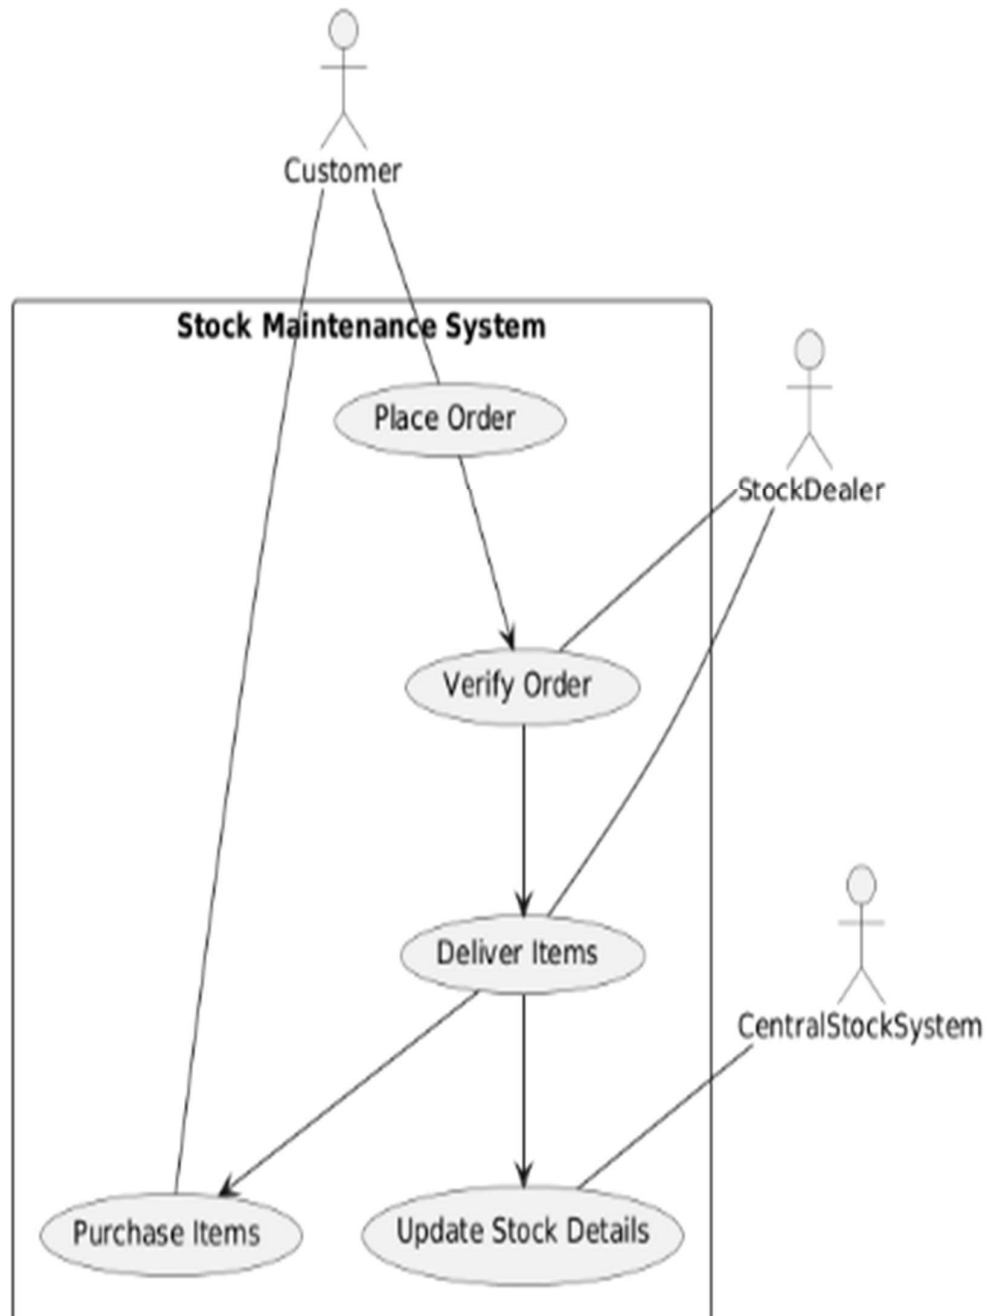 Customer
Stock Maintenance System
Place Order
StockDealer
Verify Order
Deliver Items
CentralStockSystem
Purchase Items
Update Stock Details